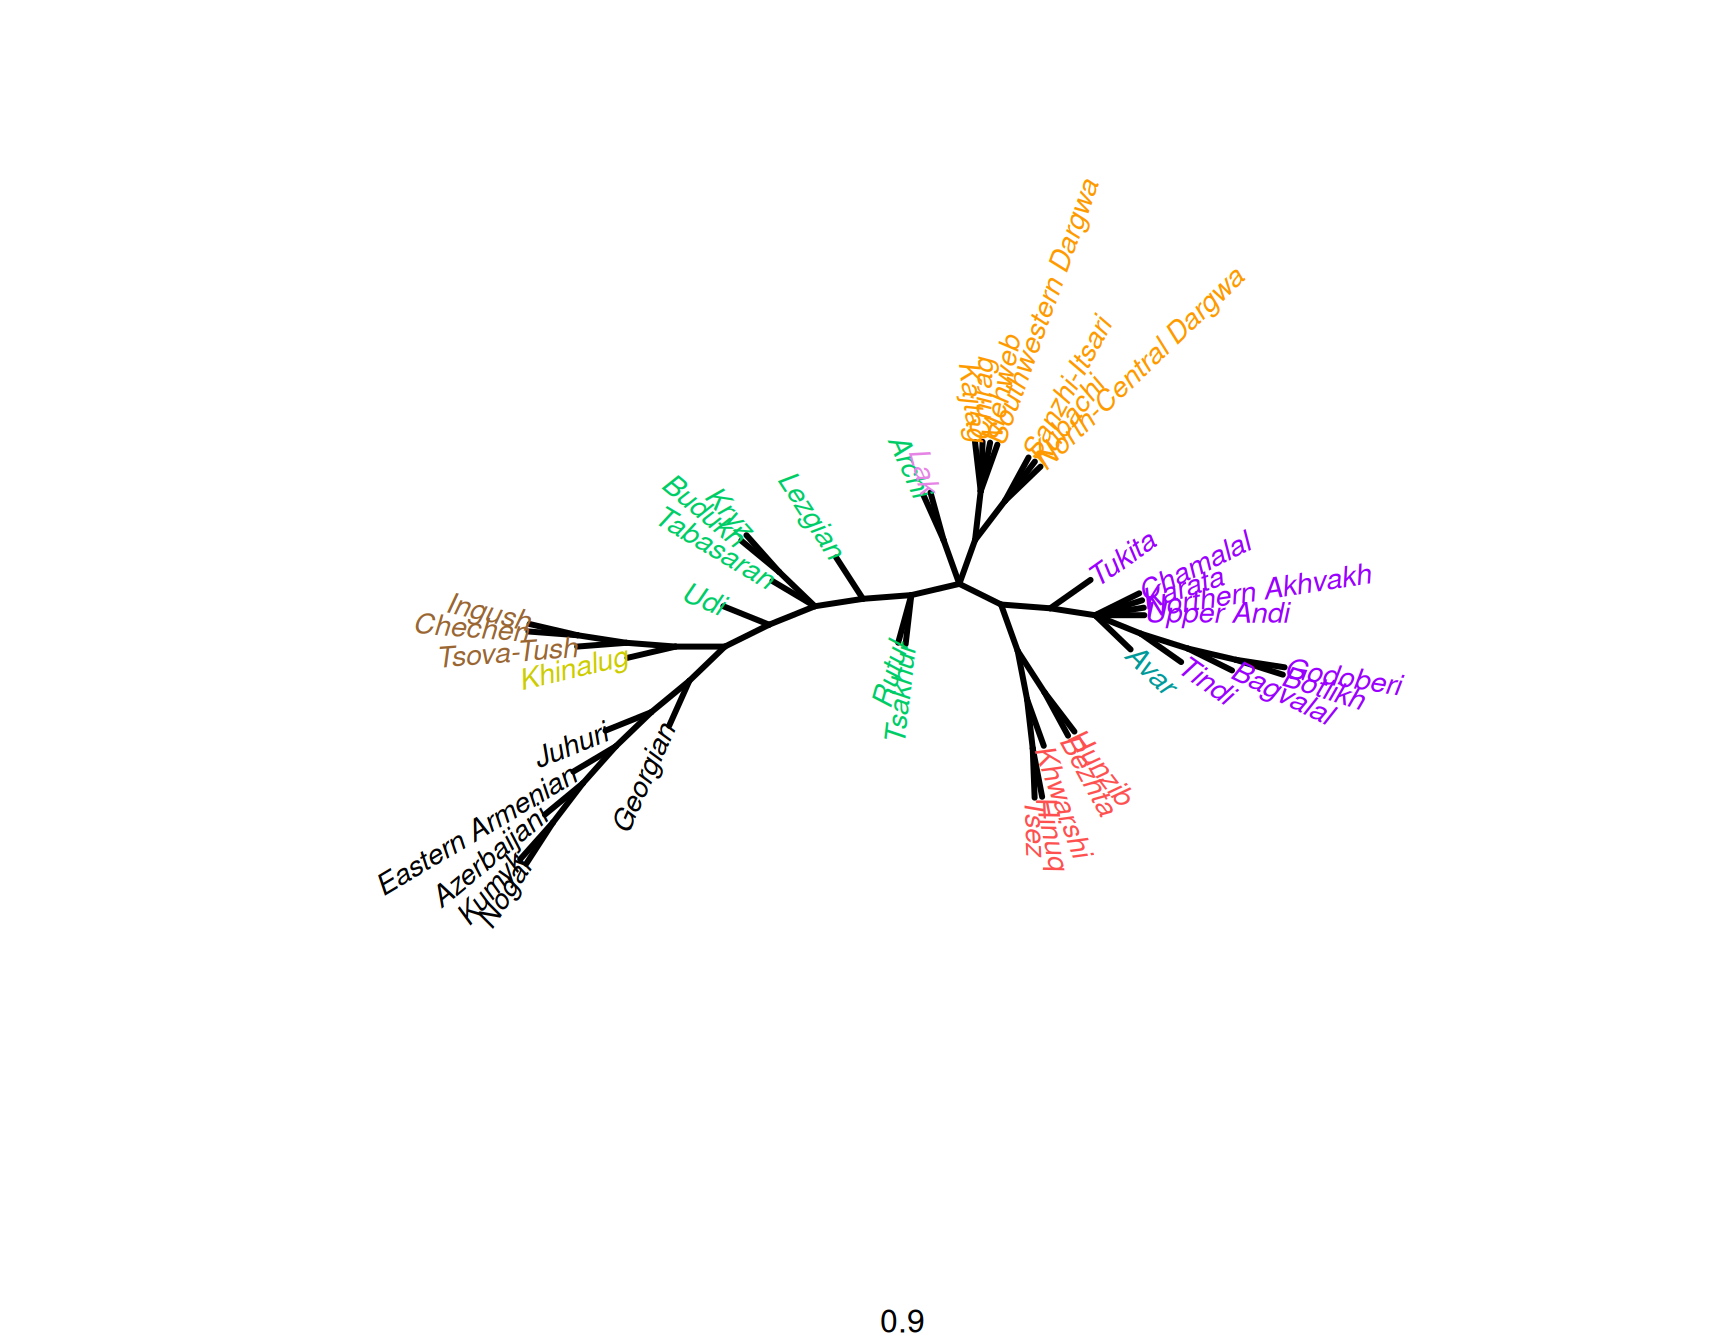 Southwestern Dargwa
North-Central Dargwa
Sanzhi-Itsari
Mehweb
Chirag
Kajtag
Kubachi
Archi
Lak
Lezgian
Kryz
Budukh
Tabasaran
Udi
Tukita
Chamalal
Karata
Northern Akhvakh
Upper Andi
Ingush
Chechen
Tsova-Tush
Khinalug
Avar
Tindi
Bagvalal
Godoberi
Botlikh
Rutul
Tsakhur
Juhuri
Georgian
Eastern Armenian
Azerbaijani
Kumyk
Nogai
Hunzib
Bezhta
Khwarshi
Hinuq
Tsez
0.9